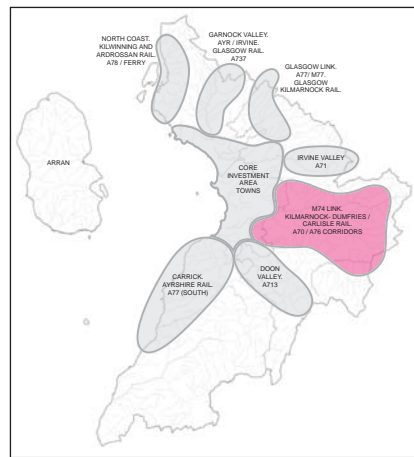 NORTH COAST.
KILWINNING AND
ARDROSSAN RAIL.
A78 / FERRY
GARNOCK VALLEY.
AYR / IRVINE.
GLASGOW RAIL.
A737
GLASGOW LINK.
A77/ M77.
GLASGOW
KILMARNOCK RAIL.
ARRAN
CORE
INVESTMENT
AREA
TOWNS
IRVINE VALLEY
A71
M74 LINK.
KILMARNOCK- DUMFRIES /
CARLISLE RAIL.
A70 / A76 CORRIDORS
CARRICK.
AYRSHIRE RAIL.
A77 (SOUTH)
DOON
VALLEY.
A713